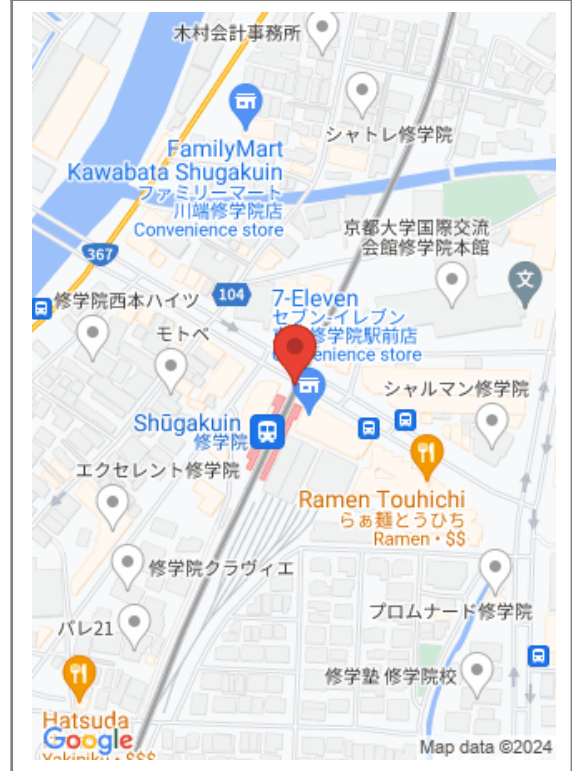 木村会計事務所
シャトレ修学院
FamilyMart
Kawabata Shugakuin
ファミリーマート
川端修学院店
Convenience store
京都大学国際交流
会館修学院本館
367
文
104
7-Eleven
セブン-イレブン
修学院駅前店
Convenience store
修学院西本ハイツ
モトベ
シャルマン修学院
Shūgakuin
修学院
エクセレント修学院
Ramen Touhichi
らぁ麺とうひち
Ramen • $$
修学院クラヴィエ
プロムナード修学院
パレ21
修学塾 修学院校
Hatsuda
Google
Yakiniku • $$$
Map data ©2024